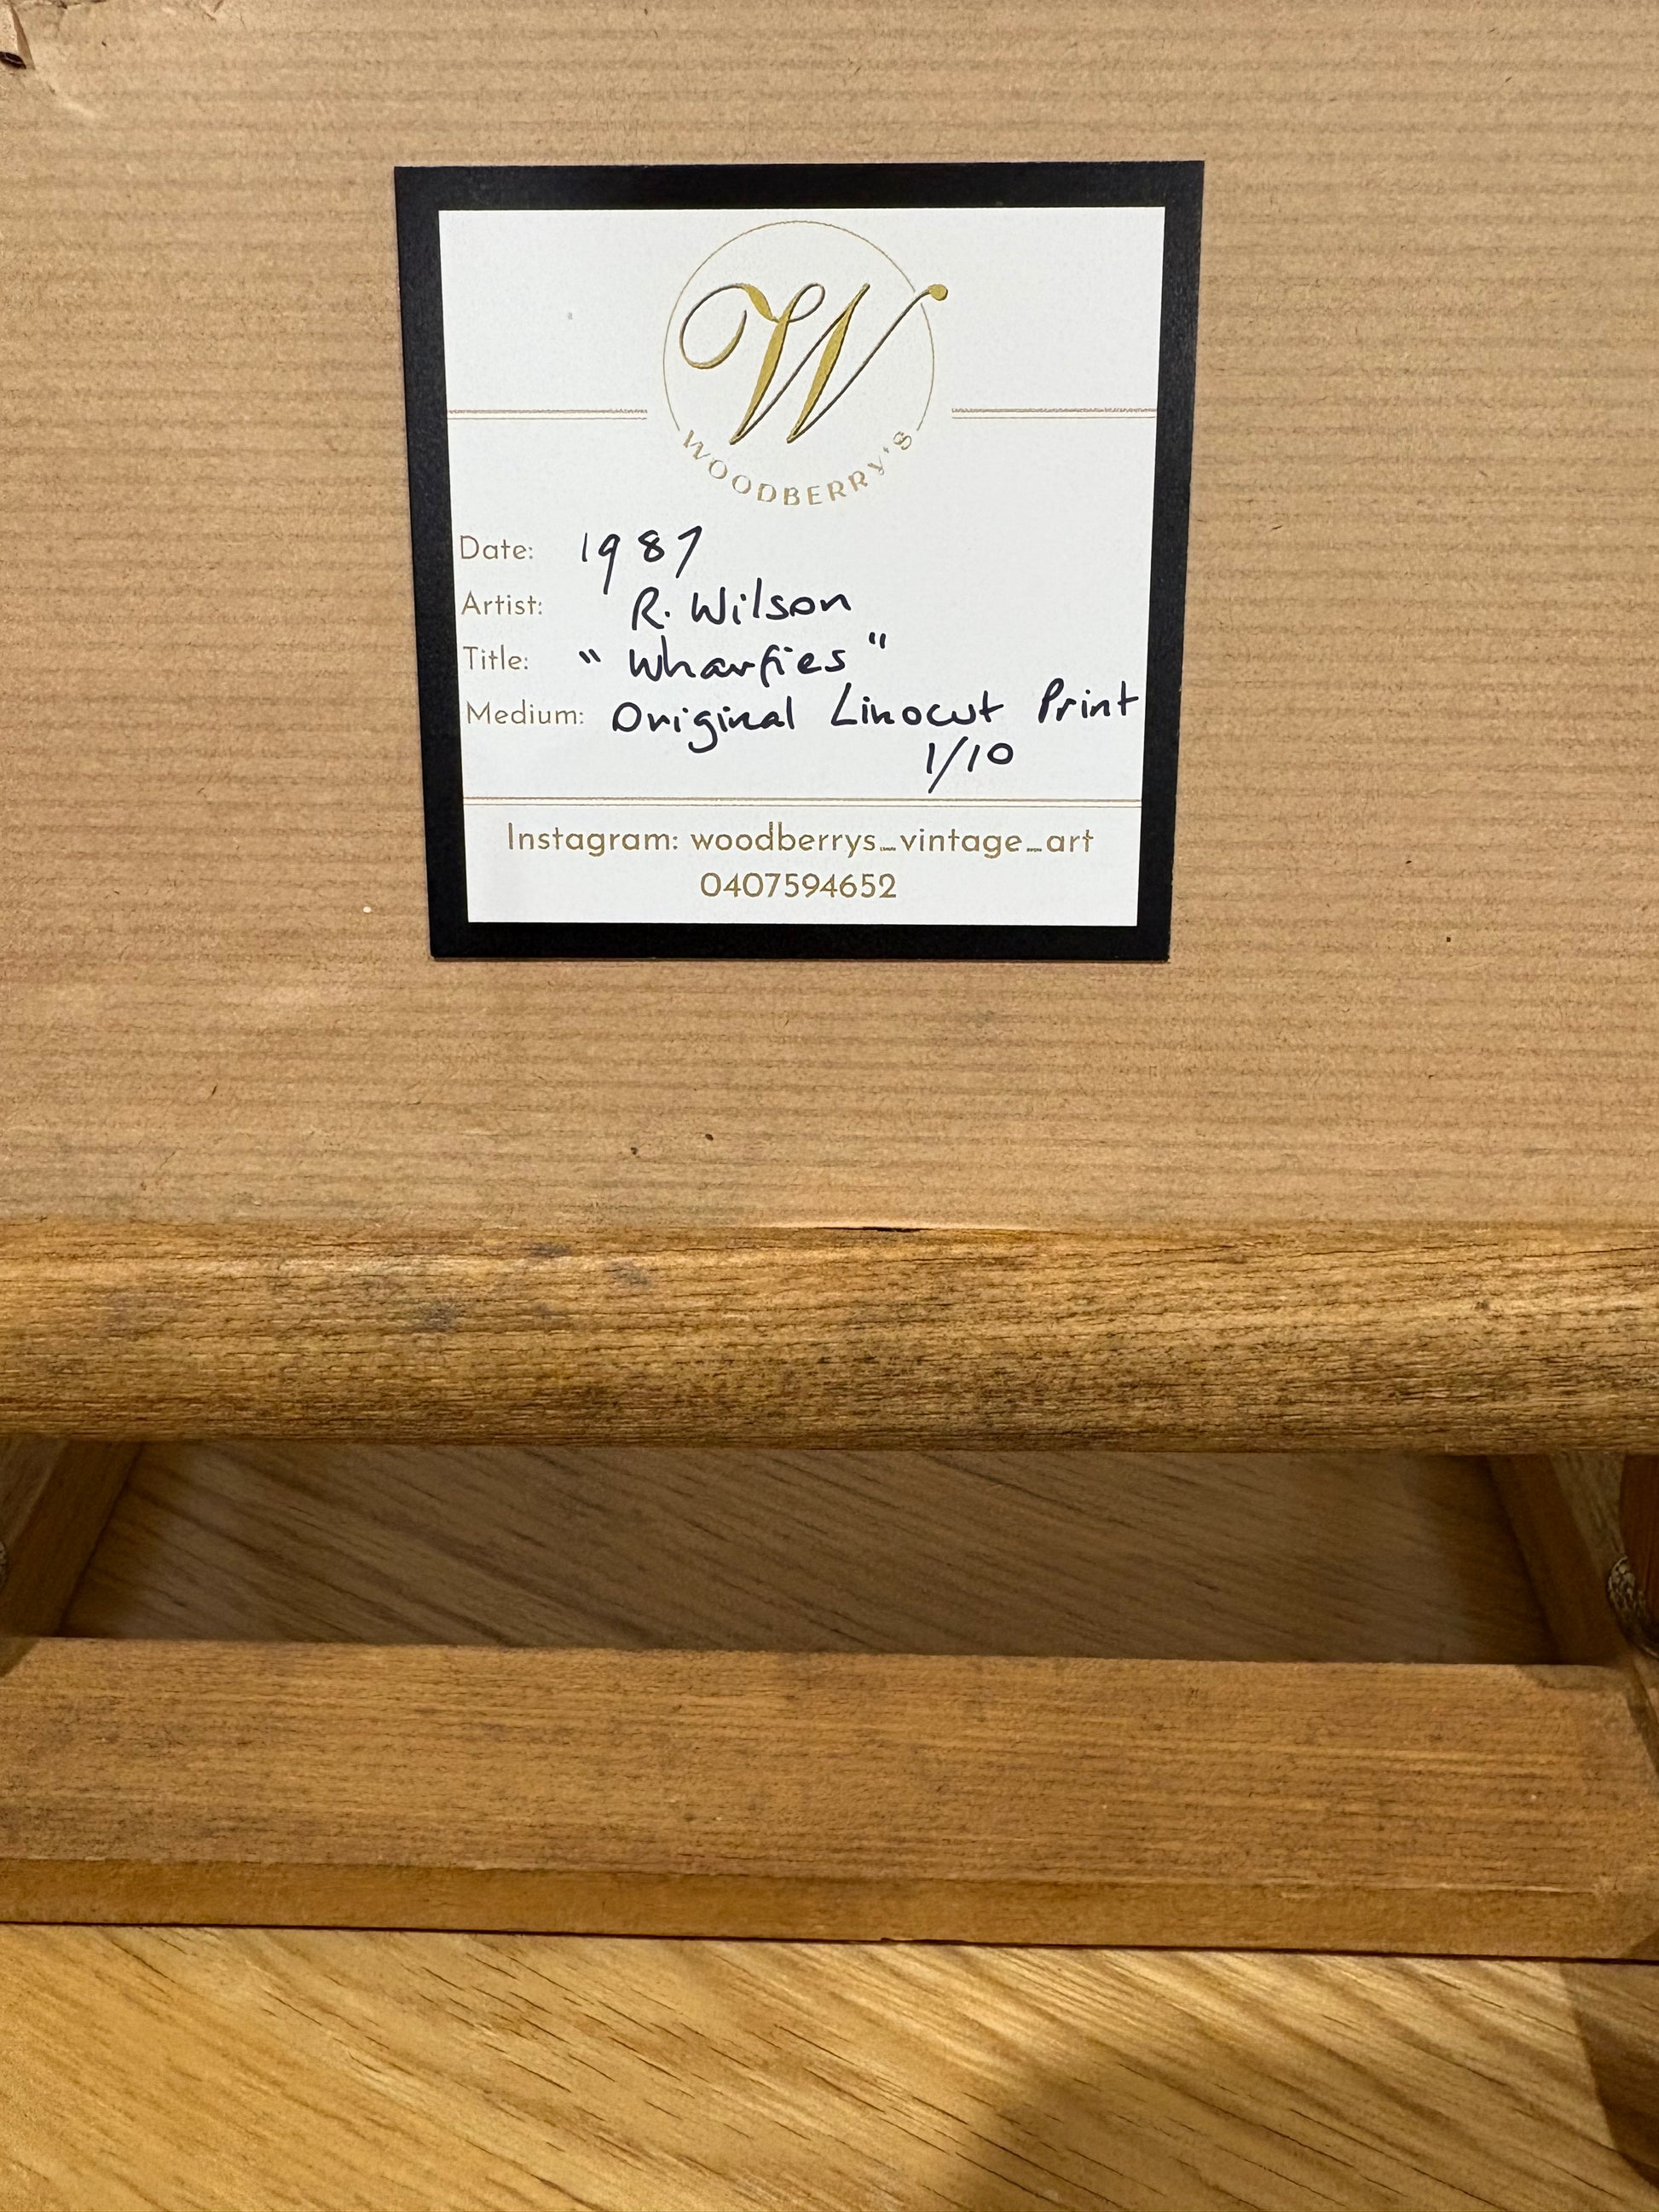 W
WOODBERRY'S
Date: 1987
Artist: R. Wilson
Title: "Wharfies"
Medium: Original Linocut Print
1/10
Instagram: woodberrys_vintage_art
0407594652